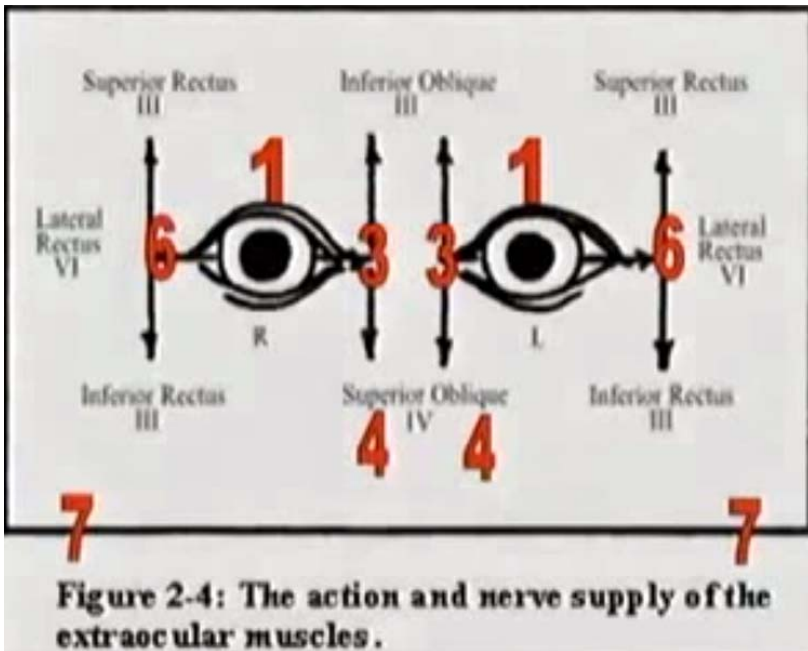 Superior Rectus
III
Inferior Oblique
III
Superior Rectus
III
1
1
Lateral
Rectus
VI
6
3
3
6
Lateral
Rectus
VI
R
L
Inferior Rectus
III
Superior Oblique
IV
Inferior Rectus
III
4
4
7
7
Figure 2-4: The action and nerve supply of the
extraocular muscles.